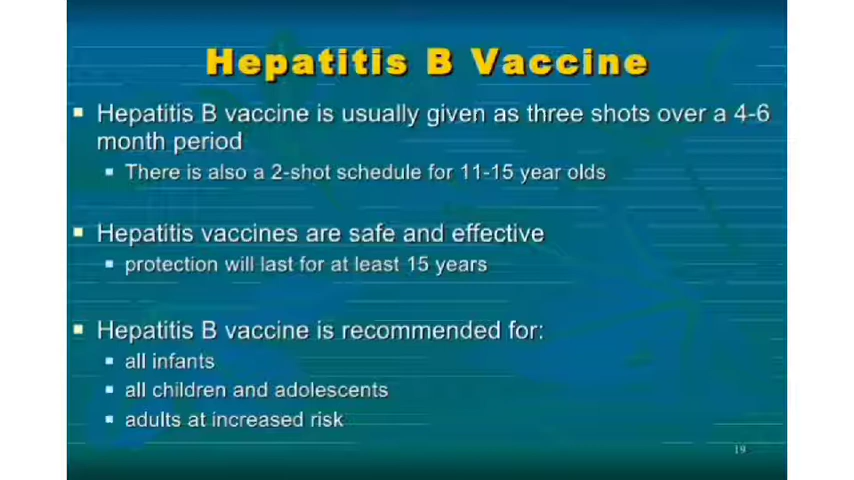 Hepatitis B Vaccine
Hepatitis B vaccine is usually given as three shots over a 4-6
month period
There is also a 2-shot schedule for 11-15 year olds
Hepatitis vaccines are safe and effective
protection will last for at least 15 years
Hepatitis B vaccine is recommended for:
all infants
all children and adolescents
adults at increased risk
19